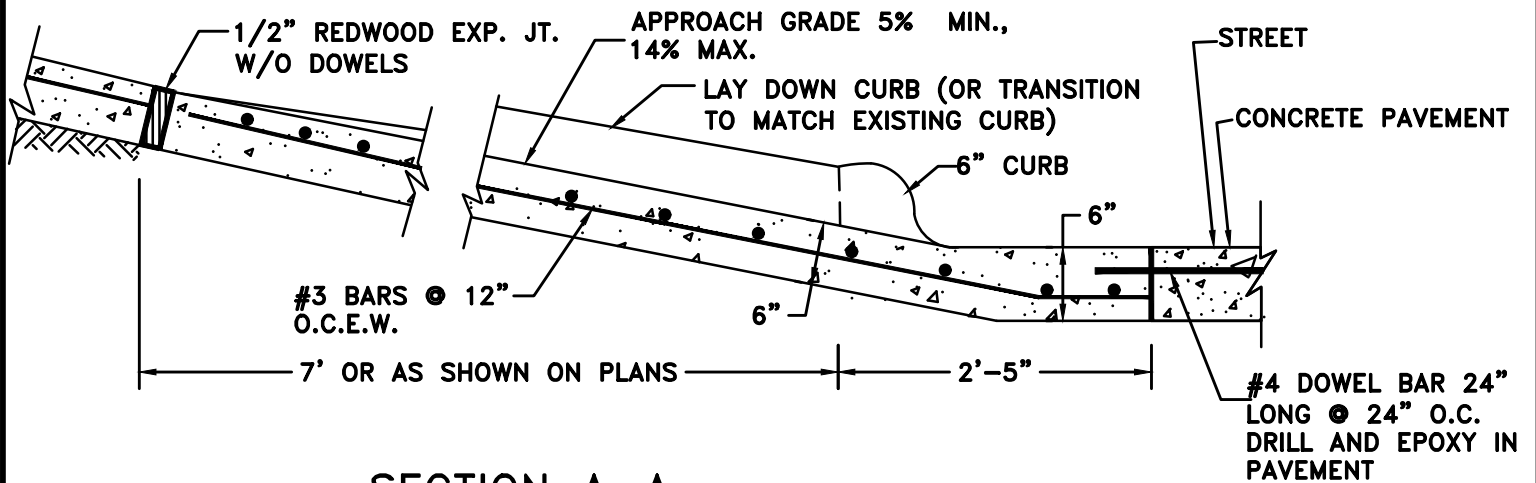 1/2" REDWOOD EXP. JT.
W/O DOWELS
APPROACH GRADE 5% MIN.,
14% MAX.
LAY DOWN CURB (OR TRANSITION
TO MATCH EXISTING CURB)
STREET
CONCRETE PAVEMENT
6" CURB
6"
#3 BARS @ 12"
O.C.E.W.
6"
7' OR AS SHOWN ON PLANS
2'-5"
#4 DOWEL BAR 24"
LONG @ 24" O.C.
DRILL AND EPOXY IN
PAVEMENT
SECTION A-A